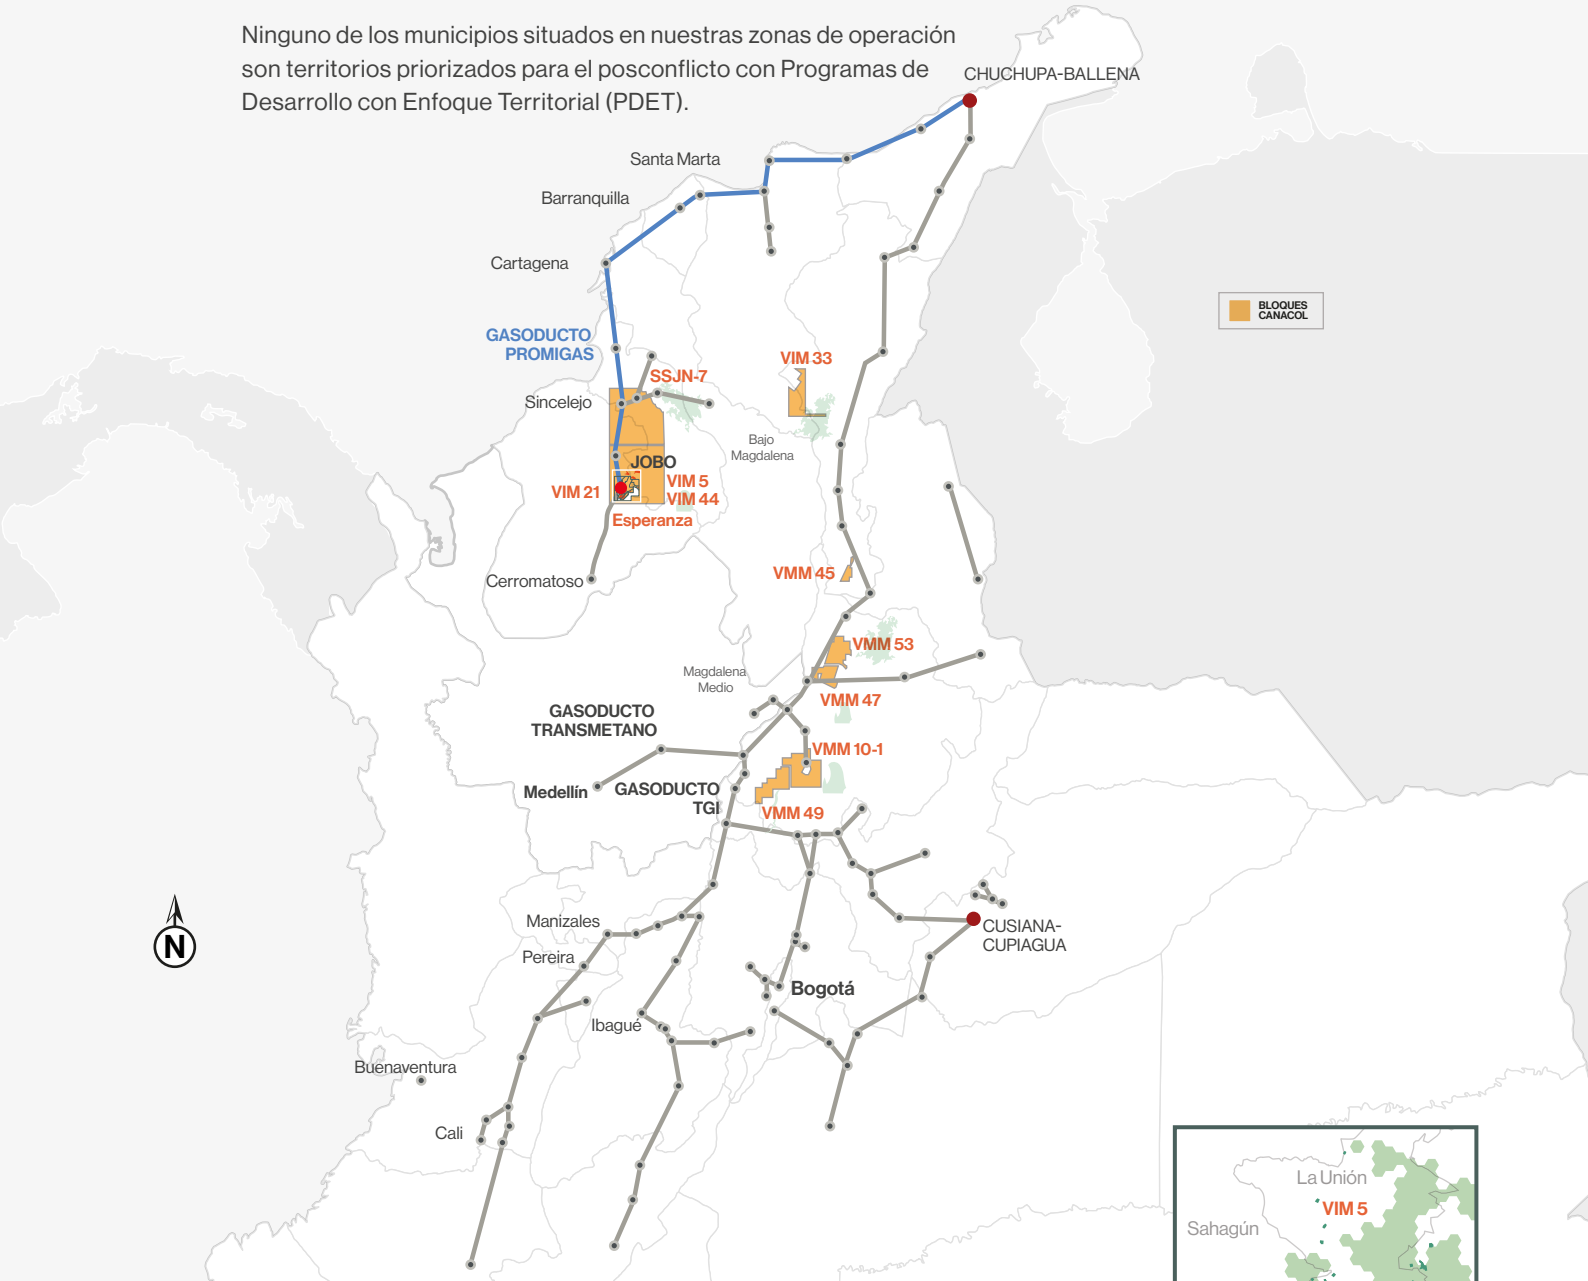 Ninguno de los municipios situados en nuestras zonas de operación
son territorios priorizados para el posconflicto con Programas de
Desarrollo con Enfoque Territorial (PDET).
CHUCHUPA-BALLENA
Santa Marta
Barranquilla
Cartagena
BLOQUES
CANACOL
GASODUCTO
PROMIGAS
VIM 33
SSJN-7
Sincelejo
Bajo
Magdalena
JOBO
VIM 21
VIM 5
VIM 44
Esperanza
Cerromatoso
VMM 45
VMM 53
Magdalena
Medio
VMM 47
GASODUCTO
TRANSMETANO
VMM 10-1
Medellín
GASODUCTO
TGI
VMM 49
Manizales
CUSIANA-
CUPIAGUA
Pereira
N
Bogotá
Ibagué
Buenaventura
Cali
La Unión
VIM 5
Sahagún